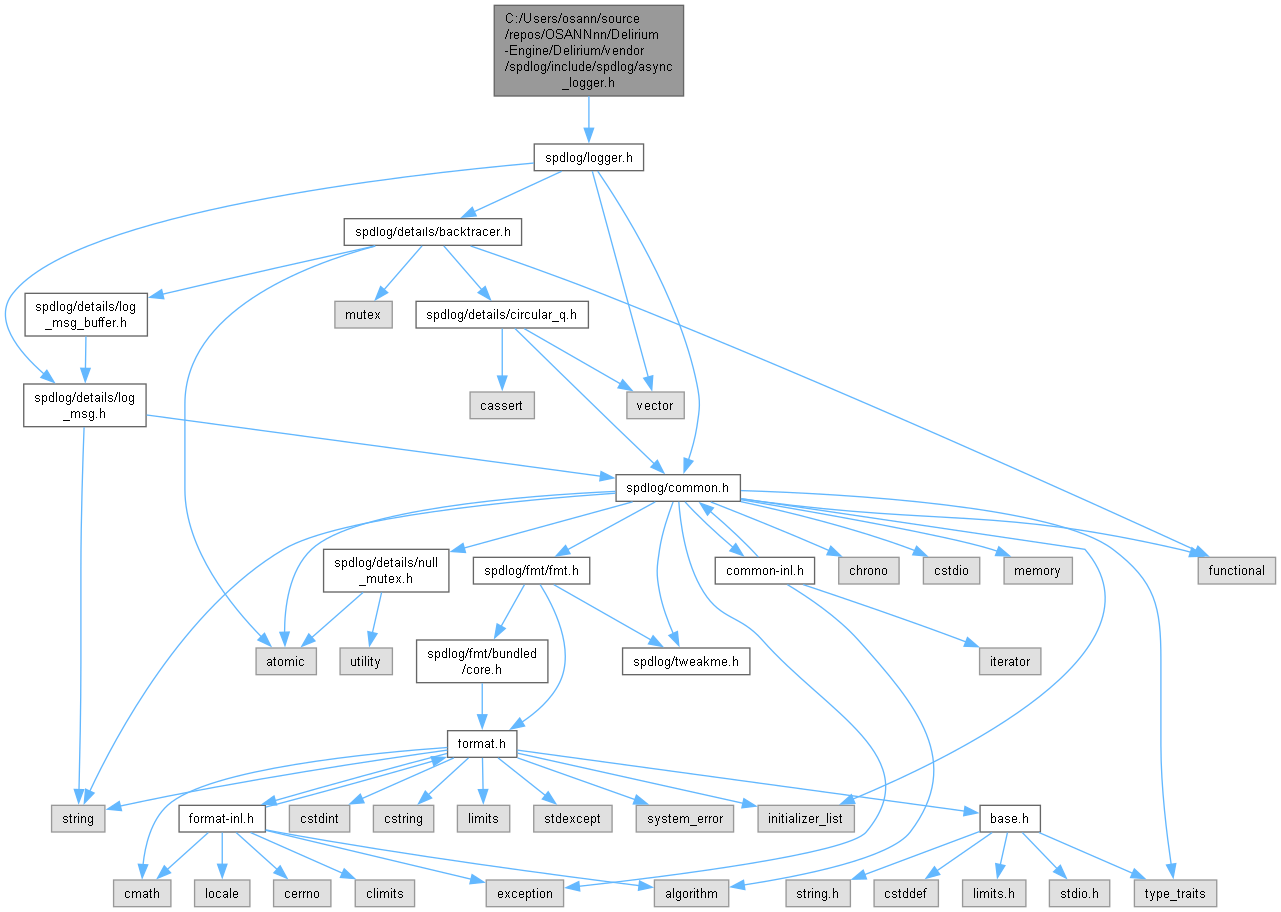 C:/Users/osann/source
/repos/OSANNnn/Delirium
-Engine/Delirium/vendor
/spdlog/include/spdlog/async
_logger.h
spdlog/logger.h
spdlog/details/backtracer.h
spdlog/details/log
_msg_buffer.h
mutex
spdlog/details/circular_q.h
spdlog/details/log
_msg.h
cassert
vector
spdlog/common.h
spdlog/details/null
_mutex.h
spdlog/fmt/fmt.h
common-inl.h
chrono
cstdio
memory
functional
atomic
utility
spdlog/fmt/bundled
/core.h
spdlog/tweakme.h
iterator
format.h
string
format-inl.h
cstdint
cstring
limits
stdexcept
system_error
initializer_list
base.h
cmath
locale
cerrno
climits
exception
algorithm
string.h
cstddef
limits.h
stdio.h
type_traits